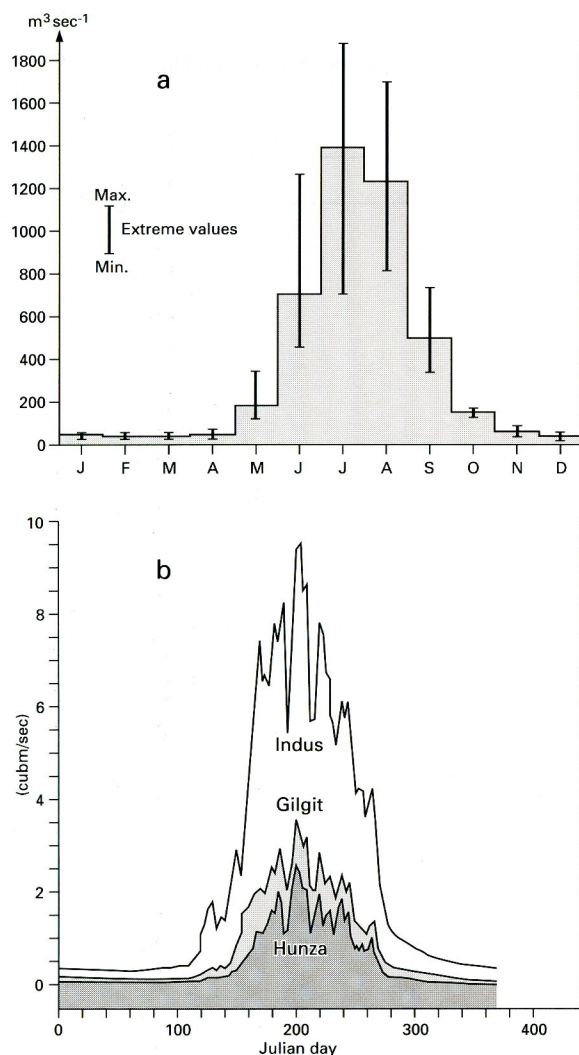 m³ sec⁻¹
a
1800
1600
1400
1200
1000
800
600
400
200
0
Max.
Extreme values
Min.
J F M A M J J A S O N D
b
10
8
6
4
2
0
(cubm/sec)
Indus
Gilgit
Hunza
0 100 200 300 400
Julian day